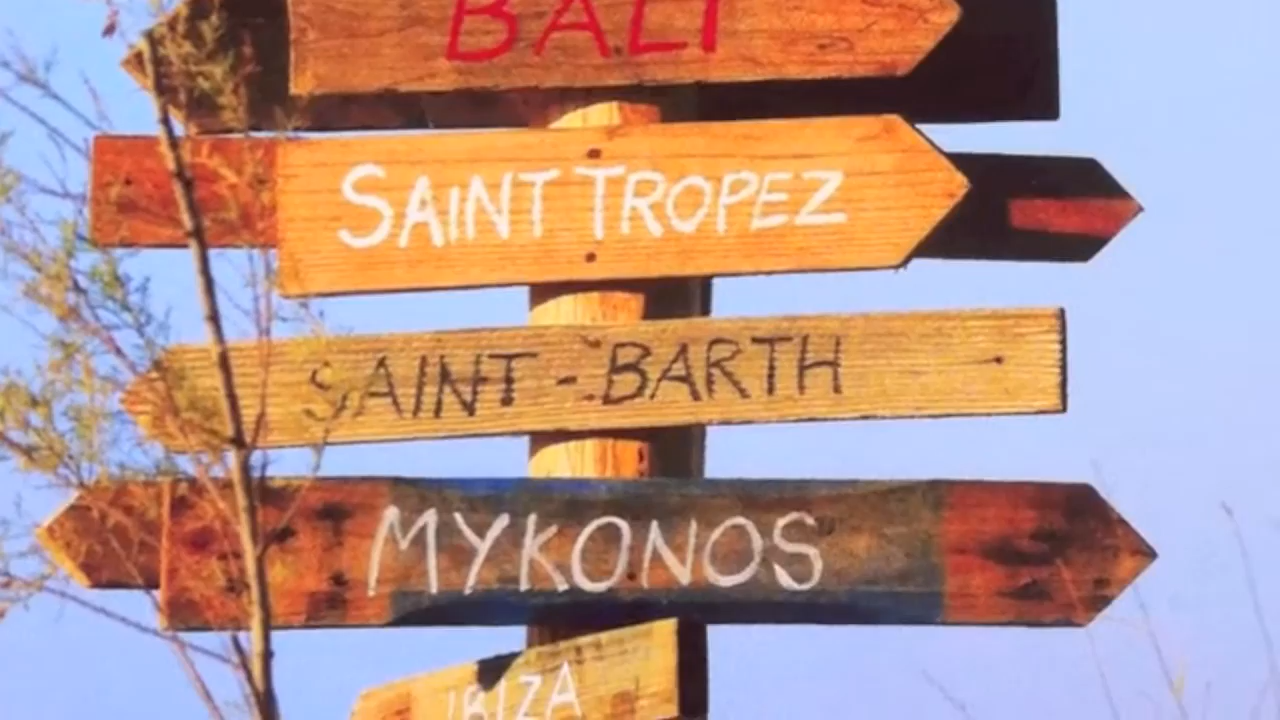 BALI
SAINT TROPEZ
SAINT-BARTH
MYKONOS
IBIZA